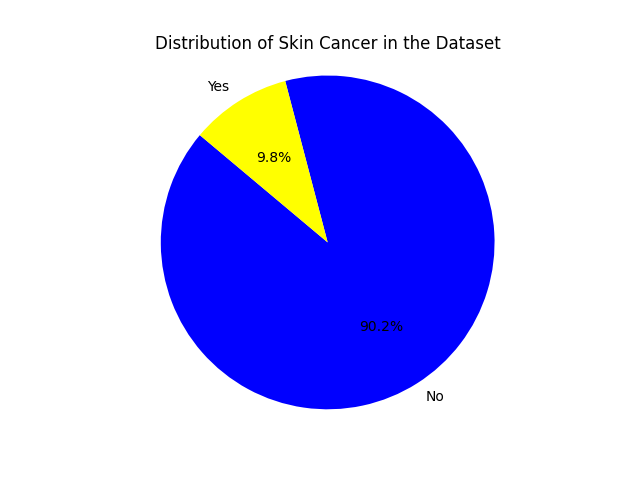 Distribution of Skin Cancer in the Dataset
Yes
9.8%
90.2%
No